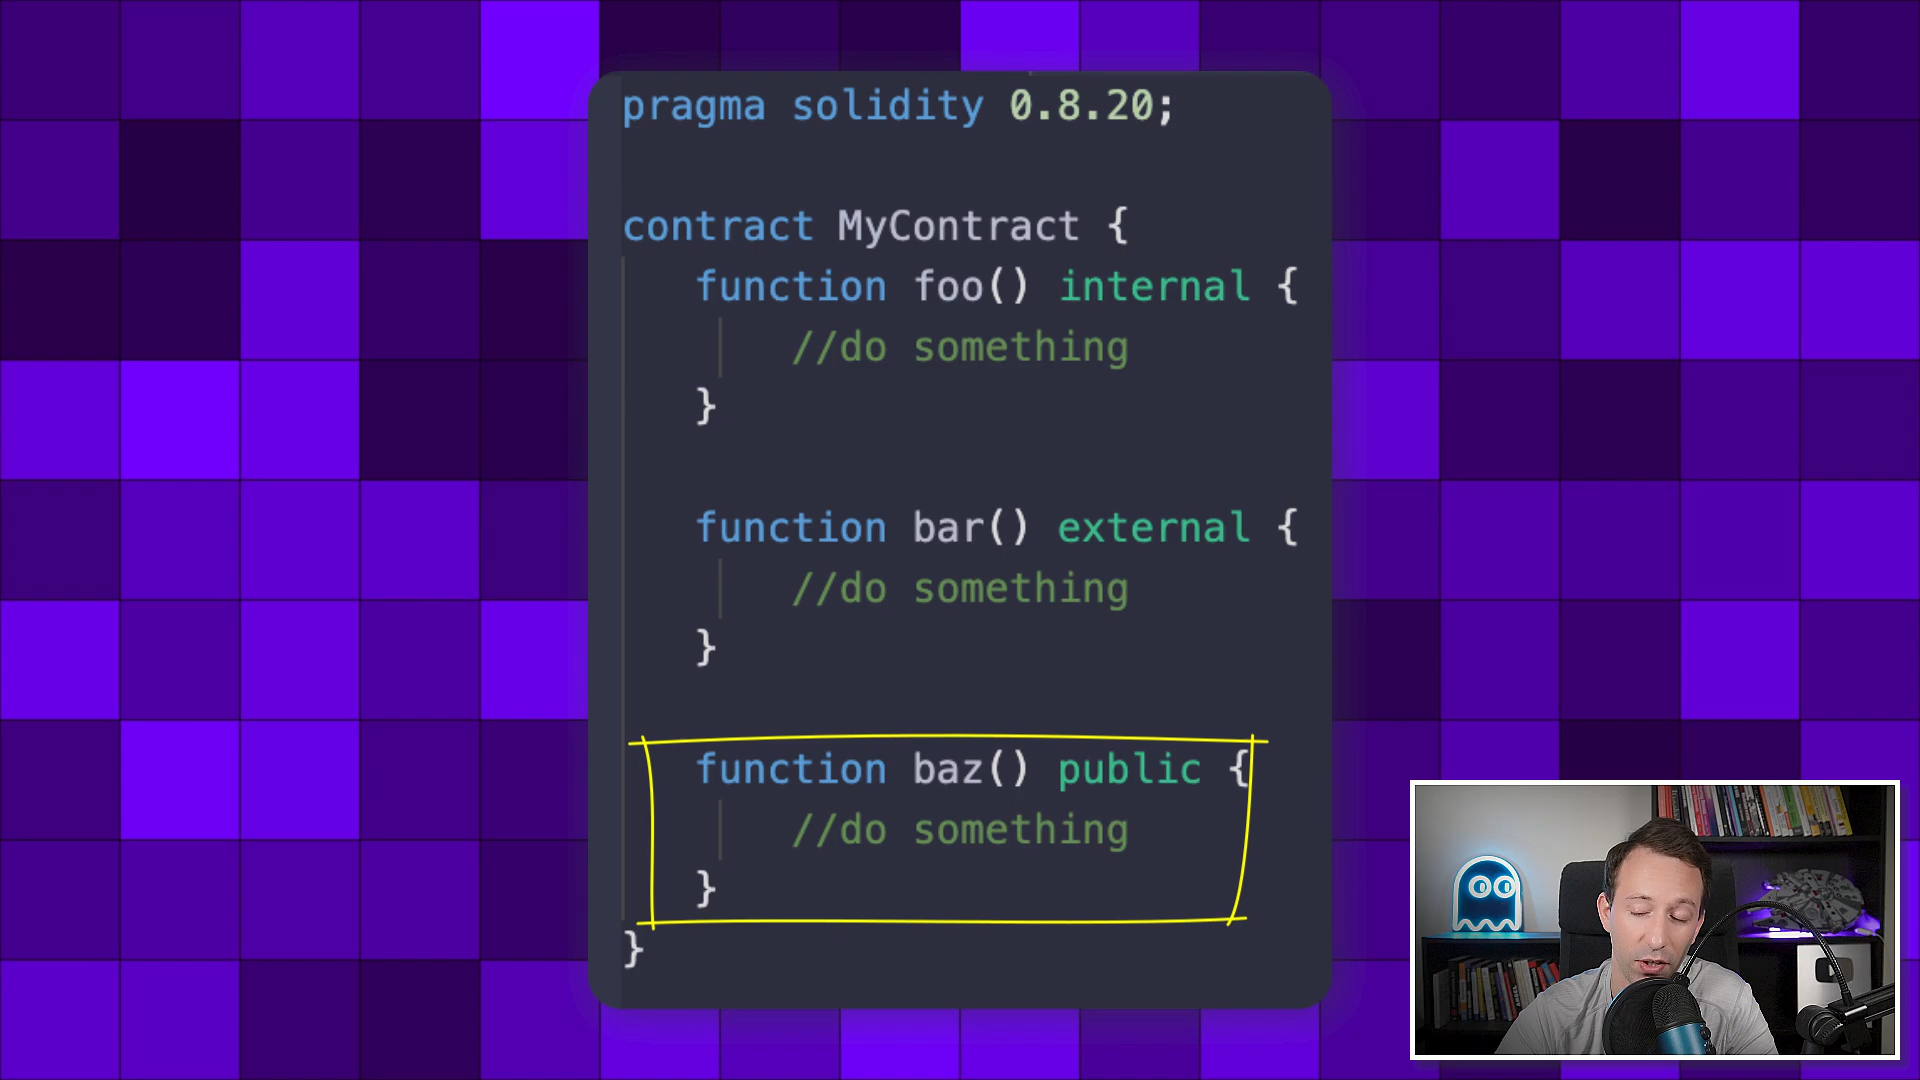 pragma solidity 0.8.20;
contract MyContract {
function foo() internal {
//do something
}
function bar() external {
//do something
}
function baz() public {
//do something
}
}